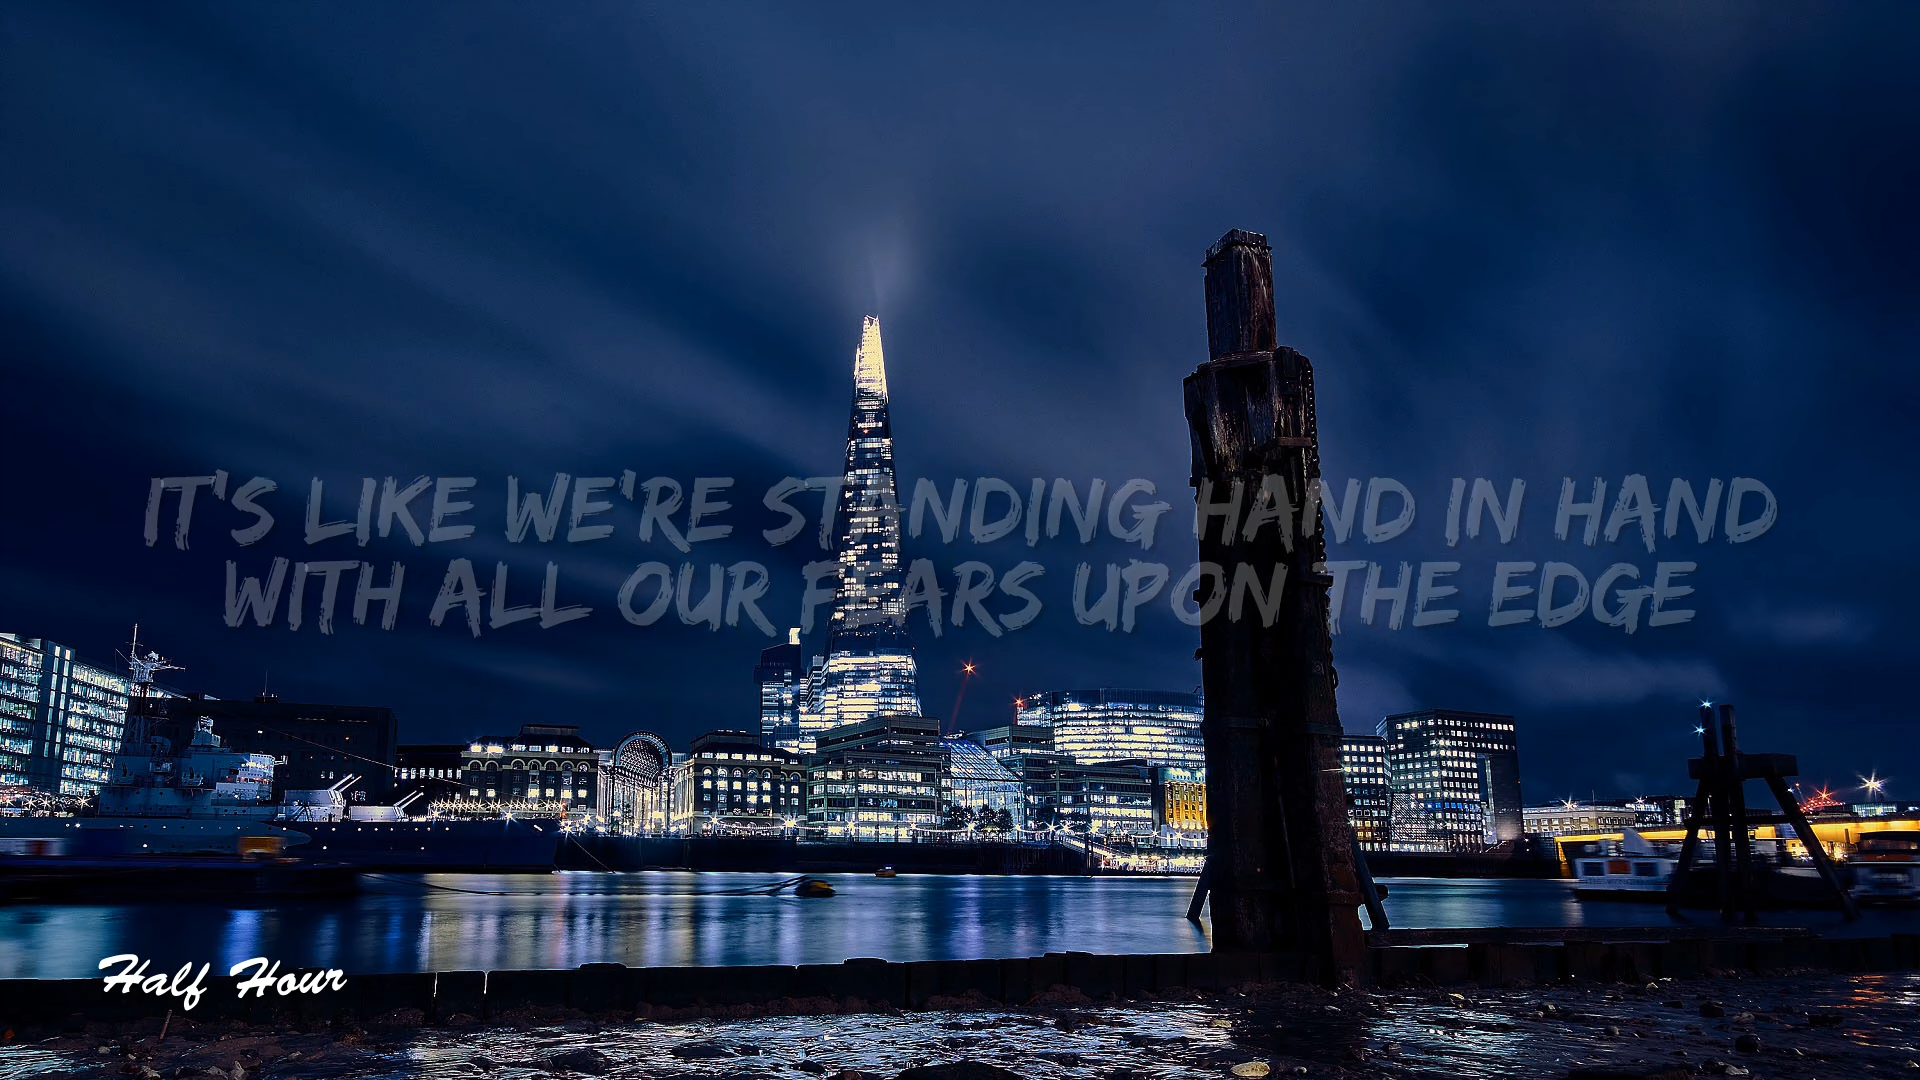 IT'S LIKE WE'RE STANDING HAND IN HAND
WITH ALL OUR FEARS UPON THE EDGE
Half Hour